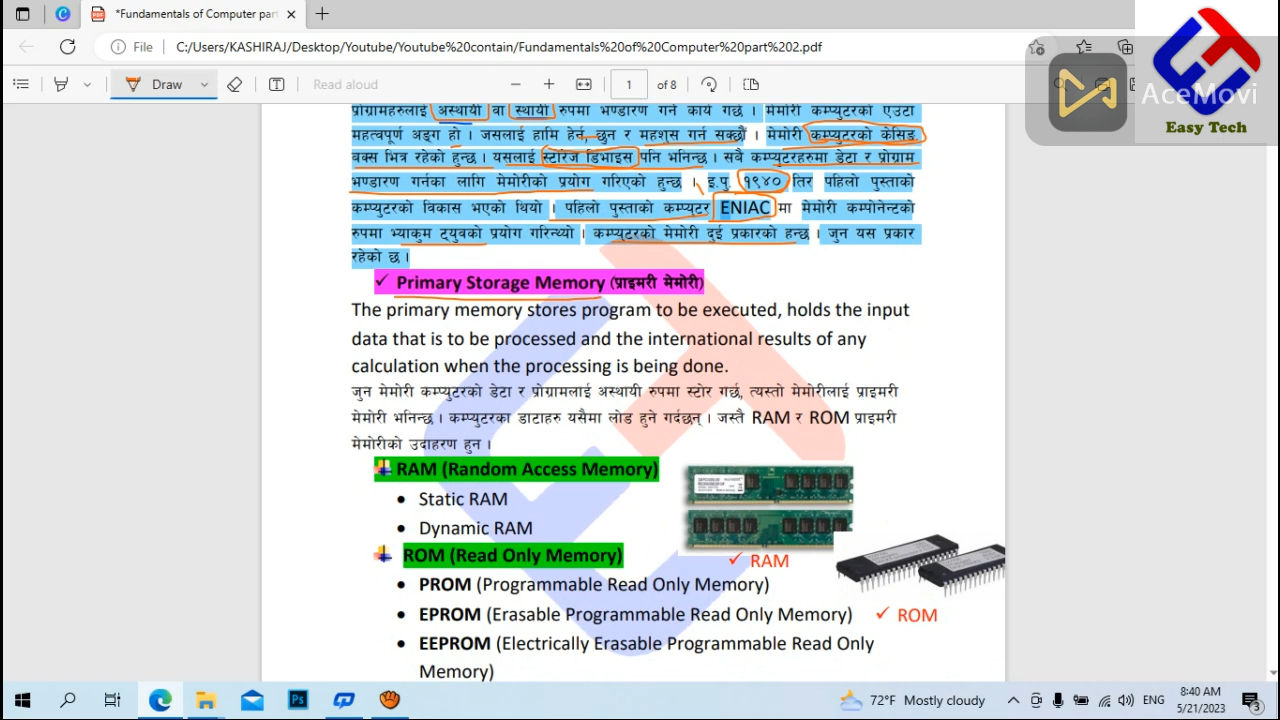 *Fundamentals of Computer part
File C:/Users/KASHIRAJ/Desktop/Youtube/Youtube%20contain/Fundamentals%20of%20Computer%20part%202.pdf
Draw Read aloud 1 of 8
AceMovi
Easy Tech
प्रोग्रामहरुलाई अस्थायी वा स्थायी रुपमा भण्डारण गर्ने कार्य गर्छ । मेमोरी कम्प्युटरको एउटा
महत्वपूर्ण अङ्ग हो । जसलाई हामि हेर्न, छुन र महशुस गर्न सक्छौं । मेमोरी कम्प्युटरको केसिङ
बक्स भित्र रहेको हुन्छ । यसलाई स्टोरेज डिभाइस पनि भनिन्छ । सबै कम्प्युटरहरुमा डेटा र प्रोग्राम
भण्डारण गर्नका लागि मेमोरीको प्रयोग गरिएको हुन्छ । इ.पु. १९४० तिर पहिलो पुस्ताको
कम्प्युटरको विकास भएको थियो । पहिलो पुस्ताको कम्प्युटर ENIAC मा मेमोरी कम्पोनेन्टको
रुपमा भ्याकुम ट्युवको प्रयोग गरिन्थ्यो । कम्प्युटरको मेमोरी दुई प्रकारको हुन्छ । जुन यस प्रकार
रहेको छ ।
✓ Primary Storage Memory (प्राइमरी मेमोरी)
The primary memory stores program to be executed, holds the input
data that is to be processed and the international results of any
calculation when the processing is being done.
जुन मेमोरी कम्प्युटरको डेटा र प्रोग्रामलाई अस्थायी रुपमा स्टोर गर्छ, त्यस्तो मेमोरीलाई प्राइमरी
मेमोरी भनिन्छ । कम्प्युटरका डाटाहरु यसैमा लोड हुने गर्दछन् । जस्तै RAM र ROM प्राइमरी
मेमोरीको उदाहरण हुन ।
RAM (Random Access Memory)
• Static RAM
• Dynamic RAM
ROM (Read Only Memory)
✓ RAM
• PROM (Programmable Read Only Memory)
• EPROM (Erasable Programmable Read Only Memory)
✓ ROM
• EEPROM (Electrically Erasable Programmable Read Only
Memory)
72°F Mostly cloudy ENG 8:40 AM
5/21/2023 3